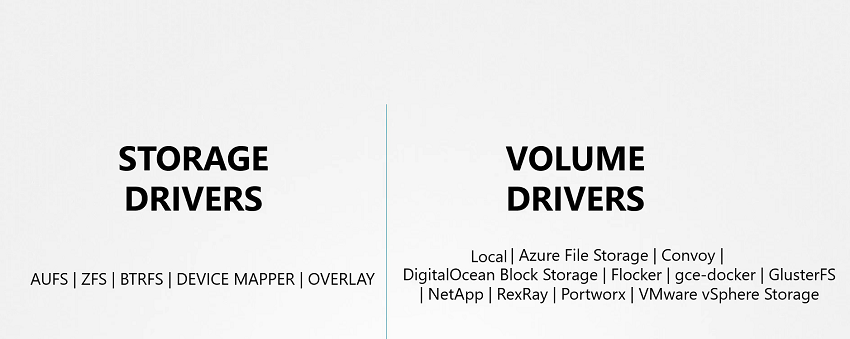 STORAGE
DRIVERS
AUFS | ZFS | BTRFS | DEVICE MAPPER | OVERLAY
VOLUME
DRIVERS
Local | Azure File Storage | Convoy |
DigitalOcean Block Storage | Flocker | gce-docker | GlusterFS
| NetApp | RexRay | Portworx | VMware vSphere Storage